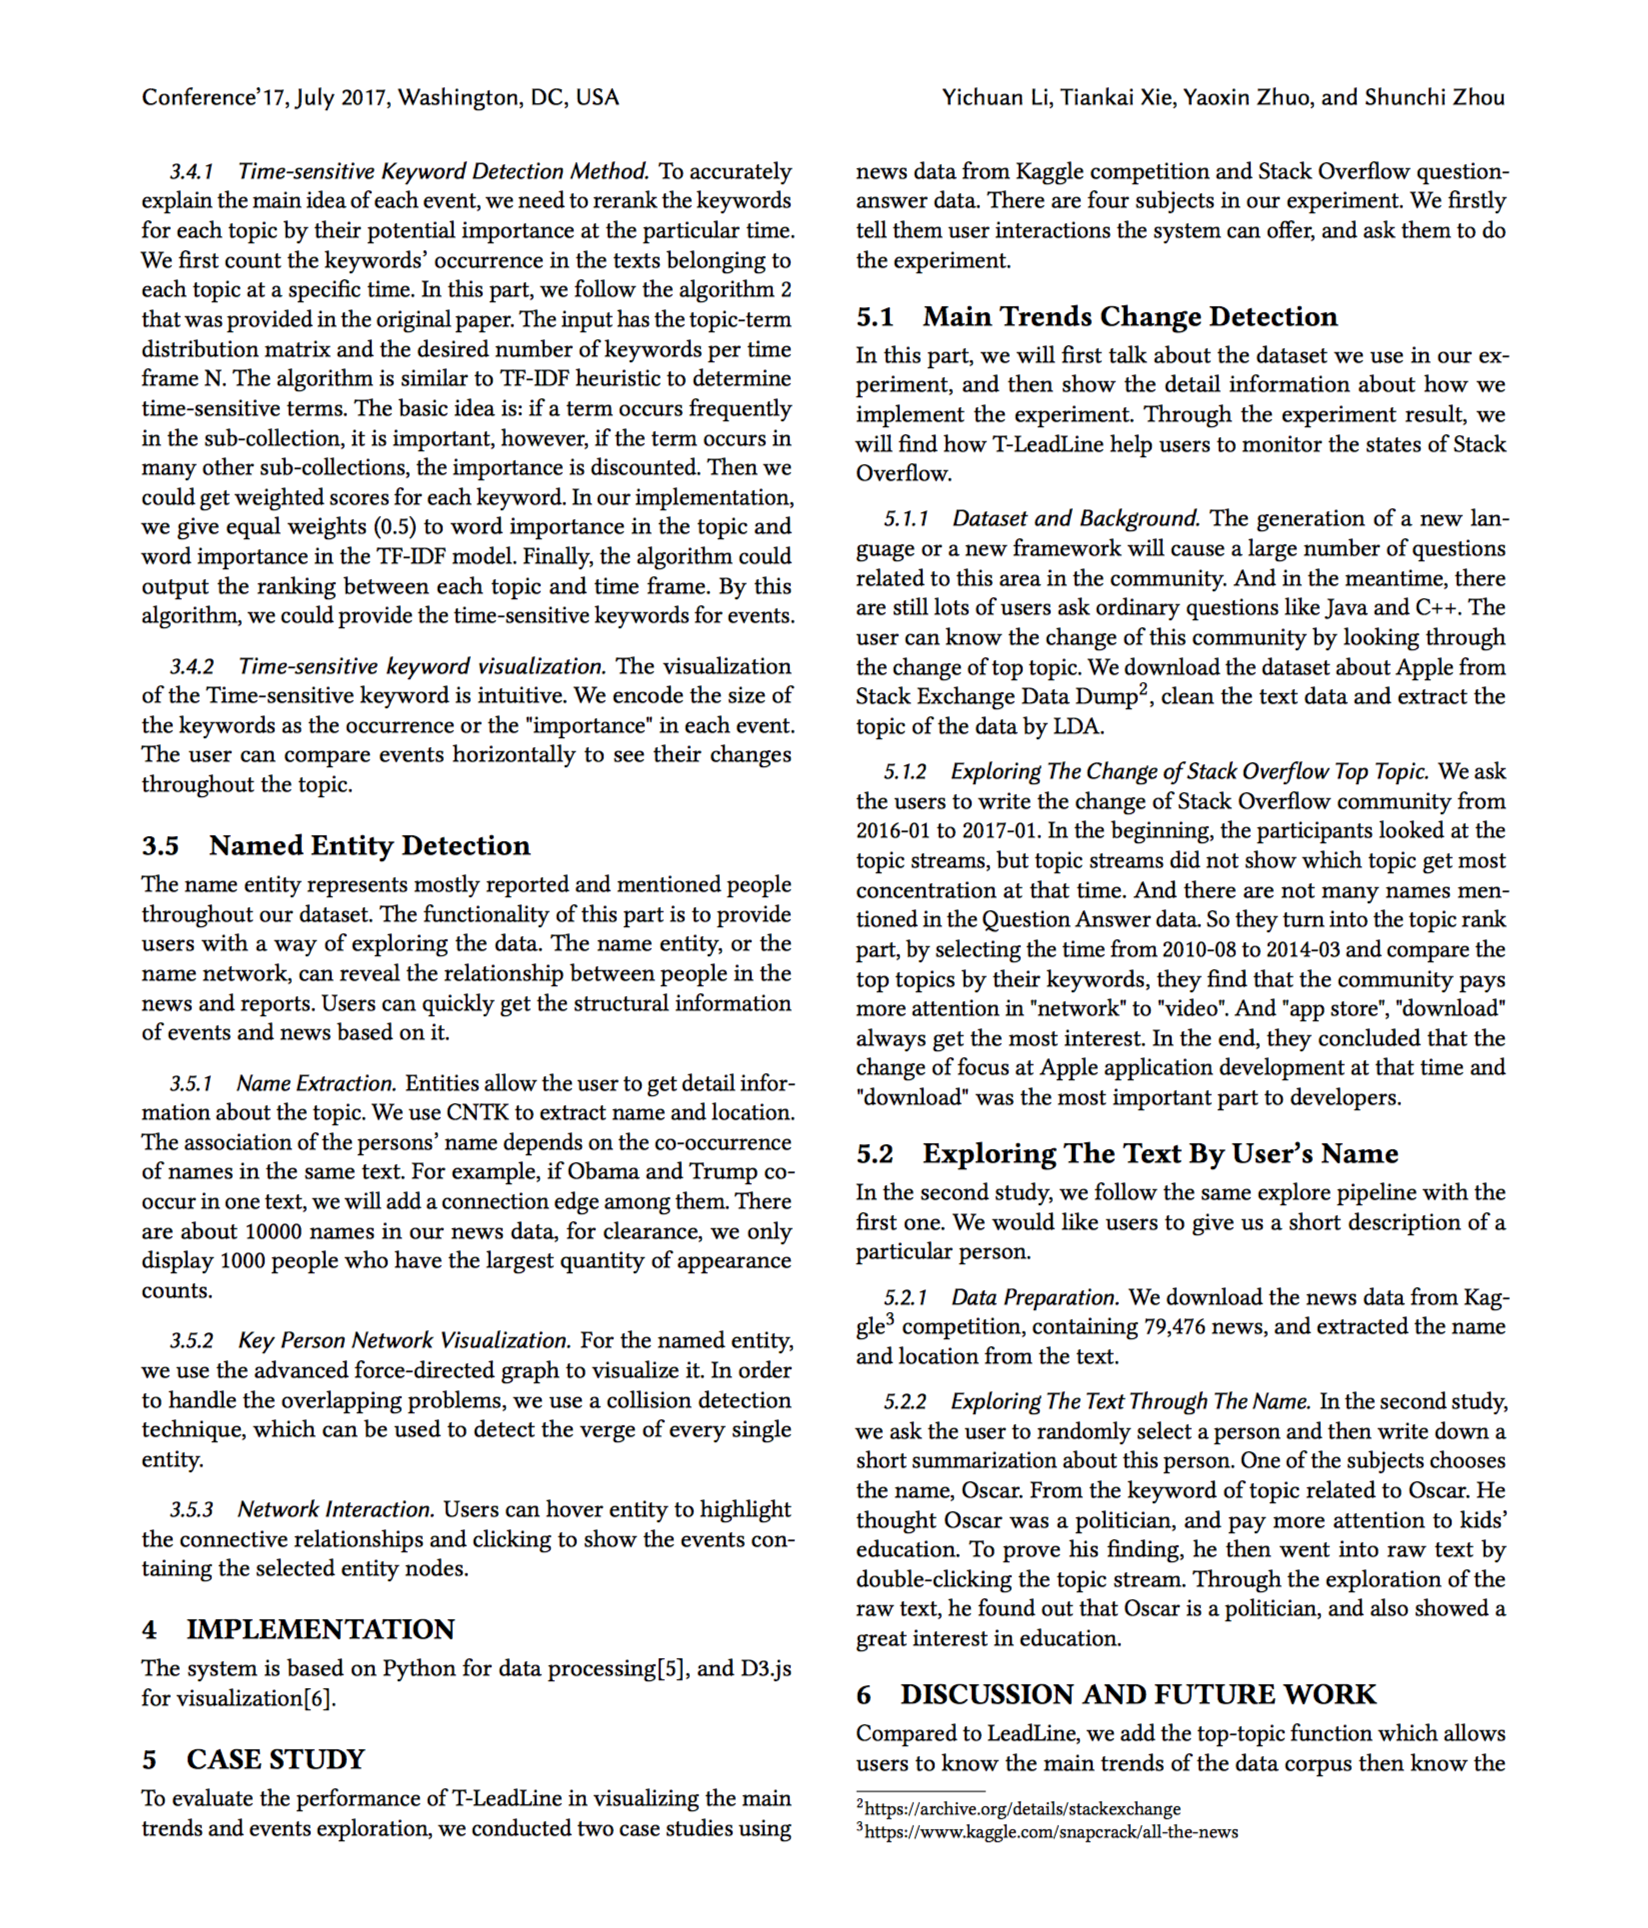 Conference'17, July 2017, Washington, DC, USA
Yichuan Li, Tiankai Xie, Yaoxin Zhuo, and Shunchi Zhou
3.4.1 Time-sensitive Keyword Detection Method. To accurately
explain the main idea of each event, we need to rerank the keywords
for each topic by their potential importance at the particular time.
We first count the keywords' occurrence in the texts belonging to
each topic at a specific time. In this part, we follow the algorithm 2
that was provided in the original paper. The input has the topic-term
distribution matrix and the desired number of keywords per time
frame N. The algorithm is similar to TF-IDF heuristic to determine
time-sensitive terms. The basic idea is: if a term occurs frequently
in the sub-collection, it is important, however, if the term occurs in
many other sub-collections, the importance is discounted. Then we
could get weighted scores for each keyword. In our implementation,
we give equal weights (0.5) to word importance in the topic and
word importance in the TF-IDF model. Finally, the algorithm could
output the ranking between each topic and time frame. By this
algorithm, we could provide the time-sensitive keywords for events.
3.4.2 Time-sensitive keyword visualization. The visualization
of the Time-sensitive keyword is intuitive. We encode the size of
the keywords as the occurrence or the "importance" in each event.
The user can compare events horizontally to see their changes
throughout the topic.
3.5 Named Entity Detection
The name entity represents mostly reported and mentioned people
throughout our dataset. The functionality of this part is to provide
users with a way of exploring the data. The name entity, or the
name network, can reveal the relationship between people in the
news and reports. Users can quickly get the structural information
of events and news based on it.
3.5.1 Name Extraction. Entities allow the user to get detail infor-
mation about the topic. We use CNTK to extract name and location.
The association of the persons' name depends on the co-occurrence
of names in the same text. For example, if Obama and Trump co-
occur in one text, we will add a connection edge among them. There
are about 10000 names in our news data, for clearance, we only
display 1000 people who have the largest quantity of appearance
counts.
3.5.2 Key Person Network Visualization. For the named entity,
we use the advanced force-directed graph to visualize it. In order
to handle the overlapping problems, we use a collision detection
technique, which can be used to detect the verge of every single
entity.
3.5.3 Network Interaction. Users can hover entity to highlight
the connective relationships and clicking to show the events con-
taining the selected entity nodes.
4 IMPLEMENTATION
The system is based on Python for data processing[5], and D3.js
for visualization[6].
5 CASE STUDY
To evaluate the performance of T-LeadLine in visualizing the main
trends and events exploration, we conducted two case studies using
news data from Kaggle competition and Stack Overflow question-
answer data. There are four subjects in our experiment. We firstly
tell them user interactions the system can offer, and ask them to do
the experiment.
5.1 Main Trends Change Detection
In this part, we will first talk about the dataset we use in our ex-
periment, and then show the detail information about how we
implement the experiment. Through the experiment result, we
will find how T-LeadLine help users to monitor the states of Stack
Overflow.
5.1.1 Dataset and Background. The generation of a new lan-
guage or a new framework will cause a large number of questions
related to this area in the community. And in the meantime, there
are still lots of users ask ordinary questions like Java and C++. The
user can know the change of this community by looking through
the change of top topic. We download the dataset about Apple from
Stack Exchange Data Dump2, clean the text data and extract the
topic of the data by LDA.
5.1.2 Exploring The Change of Stack Overflow Top Topic. We ask
the users to write the change of Stack Overflow community from
2016-01 to 2017-01. In the beginning, the participants looked at the
topic streams, but topic streams did not show which topic get most
concentration at that time. And there are not many names men-
tioned in the Question Answer data. So they turn into the topic rank
part, by selecting the time from 2010-08 to 2014-03 and compare the
top topics by their keywords, they find that the community pays
more attention in "network" to "video". And "app store", "download"
always get the most interest. In the end, they concluded that the
change of focus at Apple application development at that time and
"download" was the most important part to developers.
5.2 Exploring The Text By User's Name
In the second study, we follow the same explore pipeline with the
first one. We would like users to give us a short description of a
particular person.
5.2.1 Data Preparation. We download the news data from Kag-
gle3 competition, containing 79,476 news, and extracted the name
and location from the text.
5.2.2 Exploring The Text Through The Name. In the second study,
we ask the user to randomly select a person and then write down a
short summarization about this person. One of the subjects chooses
the name, Oscar. From the keyword of topic related to Oscar. He
thought Oscar was a politician, and pay more attention to kids'
education. To prove his finding, he then went into raw text by
double-clicking the topic stream. Through the exploration of the
raw text, he found out that Oscar is a politician, and also showed a
great interest in education.
6 DISCUSSION AND FUTURE WORK
Compared to LeadLine, we add the top-topic function which allows
users to know the main trends of the data corpus then know the
2https://archive.org/details/stackexchange
3https://www.kaggle.com/snapcrack/all-the-news